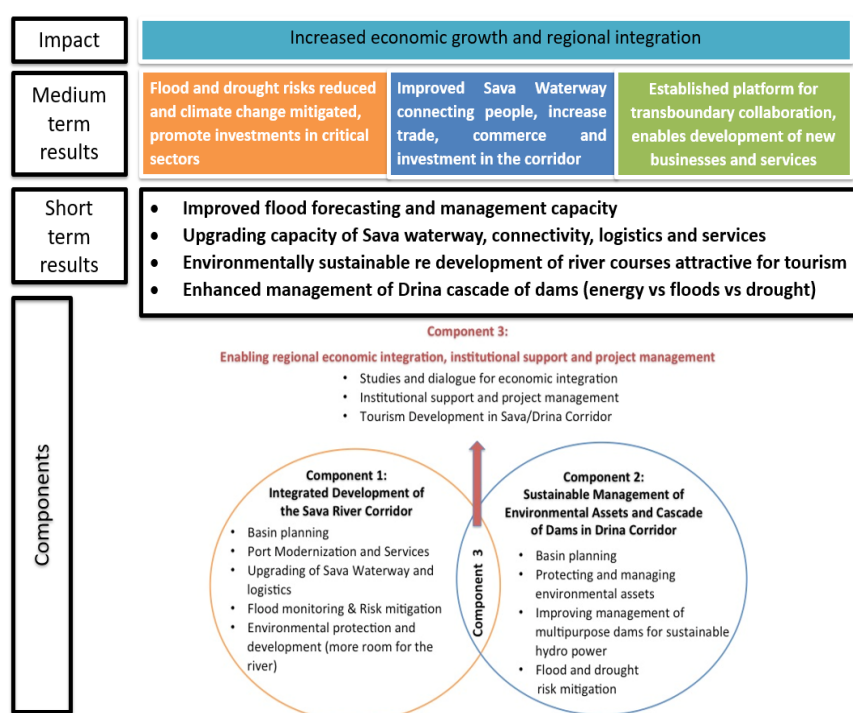 Impact
Increased economic growth and regional integration
Medium
term
results
Flood and drought risks reduced
and climate change mitigated,
promote investments in critical
sectors
Improved Sava Waterway
connecting people, increase
trade, commerce and
investment in the corridor
Established platform for
transboundary collaboration,
enables development of new
businesses and services
Short
term
results
• Improved flood forecasting and management capacity
• Upgrading capacity of Sava waterway, connectivity, logistics and services
• Environmentally sustainable re development of river courses attractive for tourism
• Enhanced management of Drina cascade of dams (energy vs floods vs drought)
Components
Component 3:
Enabling regional economic integration, institutional support and project management
• Studies and dialogue for economic integration
• Institutional support and project management
• Tourism Development in Sava/Drina Corridor
Component 1:
Integrated Development of
the Sava River Corridor
• Basin planning
• Port Modernization and Services
• Upgrading of Sava Waterway and
logistics
• Flood monitoring & Risk mitigation
• Environmental protection and
development (more room for the
river)
Component 3
Component 2:
Sustainable Management of
Environmental Assets and Cascade
of Dams in Drina Corridor
• Basin planning
• Protecting and managing
environmental assets
• Improving management of
multipurpose dams for sustainable
hydro power
• Flood and drought
risk mitigation